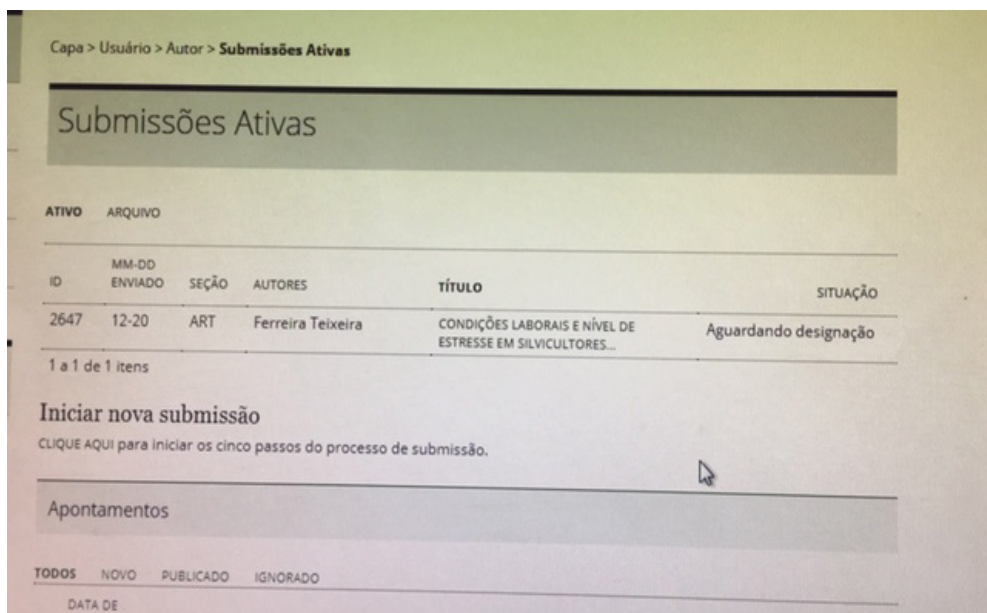 Capa > Usuário > Autor > Submissões Ativas
Submissões Ativas
ATIVO ARQUIVO
ID MM-DD ENVIADO SEÇÃO AUTORES TÍTULO SITUAÇÃO
2647 12-20 ART Ferreira Teixeira CONDIÇÕES LABORAIS E NÍVEL DE ESTRESSE EM SILVICULTORES... Aguardando designação
1 a 1 de 1 itens
Iniciar nova submissão
CLIQUE AQUI para iniciar os cinco passos do processo de submissão.
Apontamentos
TODOS NOVO PUBLICADO IGNORADO
DATA DE